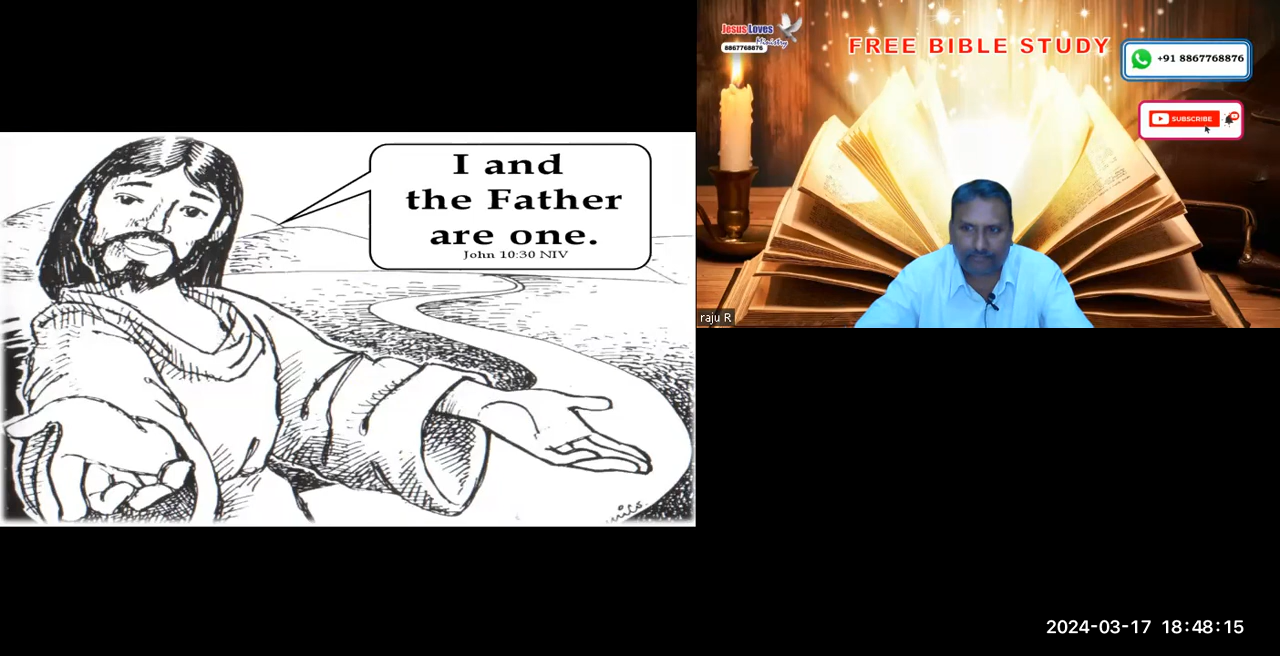 I and
the Father
are one.
John 10:30 NIV
Jesus Loves
Ministry
8867768876
FREE BIBLE STUDY
+91 8867768876
SUBSCRIBE
raju R
2024-03-17 18:48:15